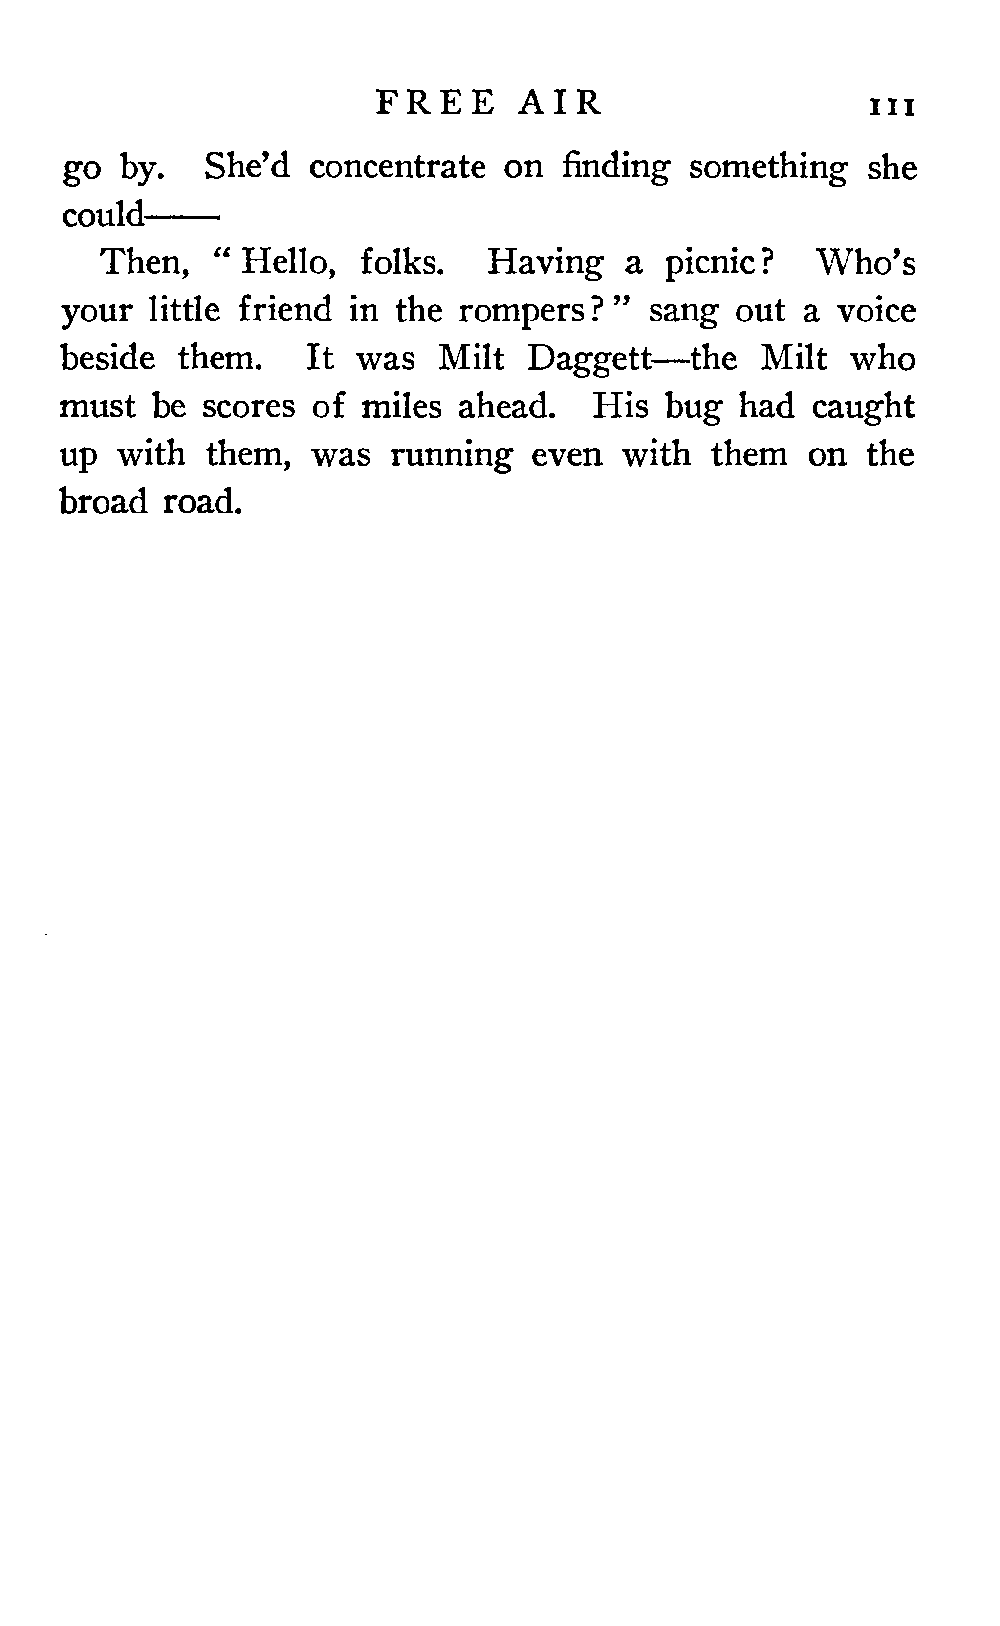 FREE AIR 111
go by. She'd concentrate on finding something she
could——
Then, " Hello, folks. Having a picnic? Who's
your little friend in the rompers? " sang out a voice
beside them. It was Milt Daggett—the Milt who
must be scores of miles ahead. His bug had caught
up with them, was running even with them on the
broad road.